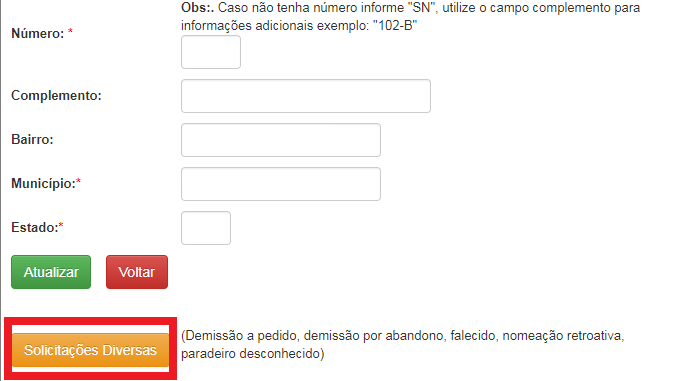 Obs:. Caso não tenha número informe "SN", utilize o campo complemento para
informações adicionais exemplo: "102-B"
Número: *
Complemento:
Bairro:
Município:*
Estado:*
Atualizar Voltar
Solicitações Diversas (Demissão a pedido, demissão por abandono, falecido, nomeação retroativa,
paradeiro desconhecido)